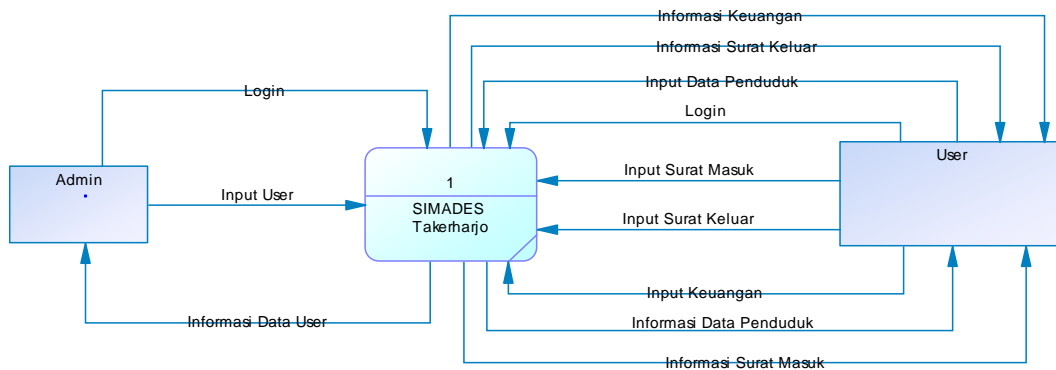 Informasi Keuangan
Informasi Surat Keluar
Input Data Penduduk
Login
Login
User
Admin
1
Input Surat Masuk
Input User
SIMADES
Takerharjo
Input Surat Keluar
Input Keuangan
Informasi Data User
Informasi Data Penduduk
Informasi Surat Masuk